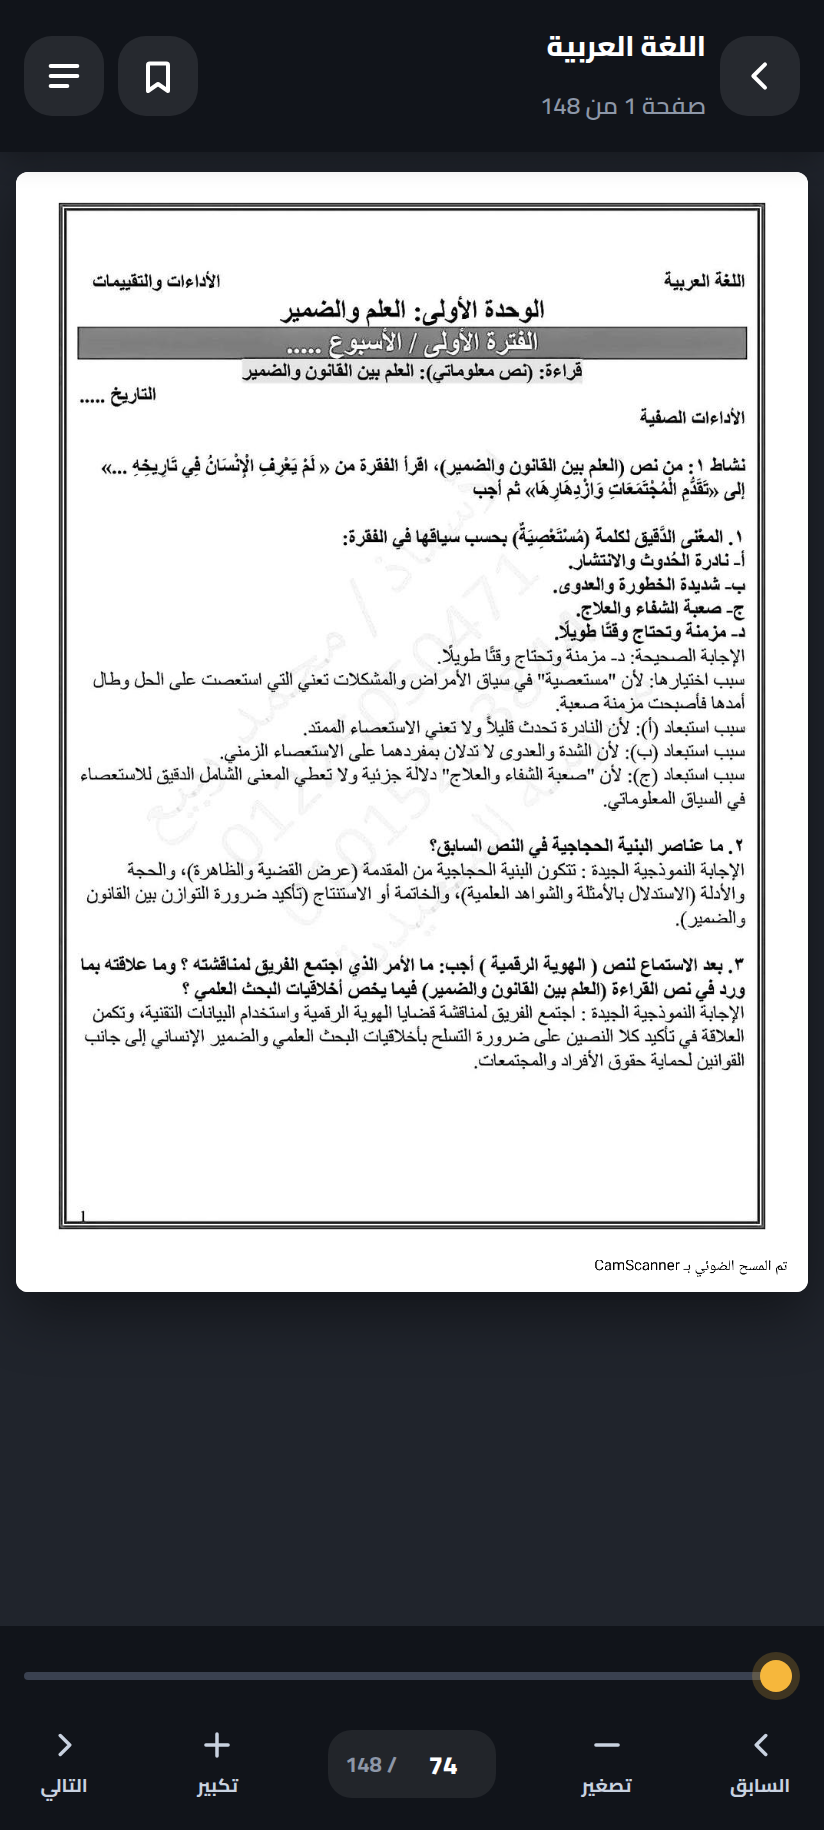 اللغة العربية
صفحة 1 من 148
اللغة العربية
الأداءات والتقييمات
الوحدة الأولى: العلم والضمير
الفترة الأولى / الأسبوع .....
قراءة: (نص معلوماتي): العلم بين القانون والضمير
التاريخ .....
الأداءات الصفية
نشاط ١: من نص (العلم بين القانون والضمير)، اقرأ الفقرة من « لَمْ يَعْرِفِ الْإِنْسَانُ فِي تَارِيخِهِ ...»
إلى «تَقَدُّمِ الْمُجْتَمَعَاتِ وَازْدِهَارِهَا» ثم أجب
١. المعْنى الدَّقيق لكلمة (مُسْتَعْصِيَةٌ) بحسب سياقها في الفقرة:
أ- نادرة الحُدوث والانتشار.
ب- شديدة الخطورة والعدوى.
ج- صعبة الشفاء والعلاج.
د- مزمنة وتحتاج وقتًا طويلًا.
الإجابة الصحيحة: د- مزمنة وتحتاج وقتًا طويلًا.
سبب اختيارها: لأن "مستعصية" في سياق الأمراض والمشكلات تعني التي استعصت على الحل وطال
أمدها فأصبحت مزمنة صعبة.
سبب استبعاد (أ): لأن النادرة تحدث قليلاً ولا تعني الاستعصاء الممتد.
سبب استبعاد (ب): لأن الشدة والعدوى لا تدلان بمفردهما على الاستعصاء الزمني.
سبب استبعاد (ج): لأن "صعبة الشفاء والعلاج" دلالة جزئية ولا تعطي المعنى الشامل الدقيق للاستعصاء
في السياق المعلوماتي.
٢. ما عناصر البنية الحجاجية في النص السابق؟
الإجابة النموذجية الجيدة : تتكون البنية الحجاجية من المقدمة (عرض القضية والظاهرة)، والحجة
والأدلة (الاستدلال بالأمثلة والشواهد العلمية)، والخاتمة أو الاستنتاج (تأكيد ضرورة التوازن بين القانون
والضمير).
٣. بعد الاستماع لنص ( الهوية الرقمية ) أجب: ما الأمر الذي اجتمع الفريق لمناقشته ؟ وما علاقته بما
ورد في نص القراءة (العلم بين القانون والضمير) فيما يخص أخلاقيات البحث العلمي ؟
الإجابة النموذجية الجيدة : اجتمع الفريق لمناقشة قضايا الهوية الرقمية واستخدام البيانات التقنية، وتكمن
العلاقة في تأكيد كلا النصين على ضرورة التسلح بأخلاقيات البحث العلمي والضمير الإنساني إلى جانب
القوانين لحماية حقوق الأفراد والمجتمعات.
1
تم المسح الضوئي بـ CamScanner
السابق
تصغير
74
/ 148
تكبير
التالي